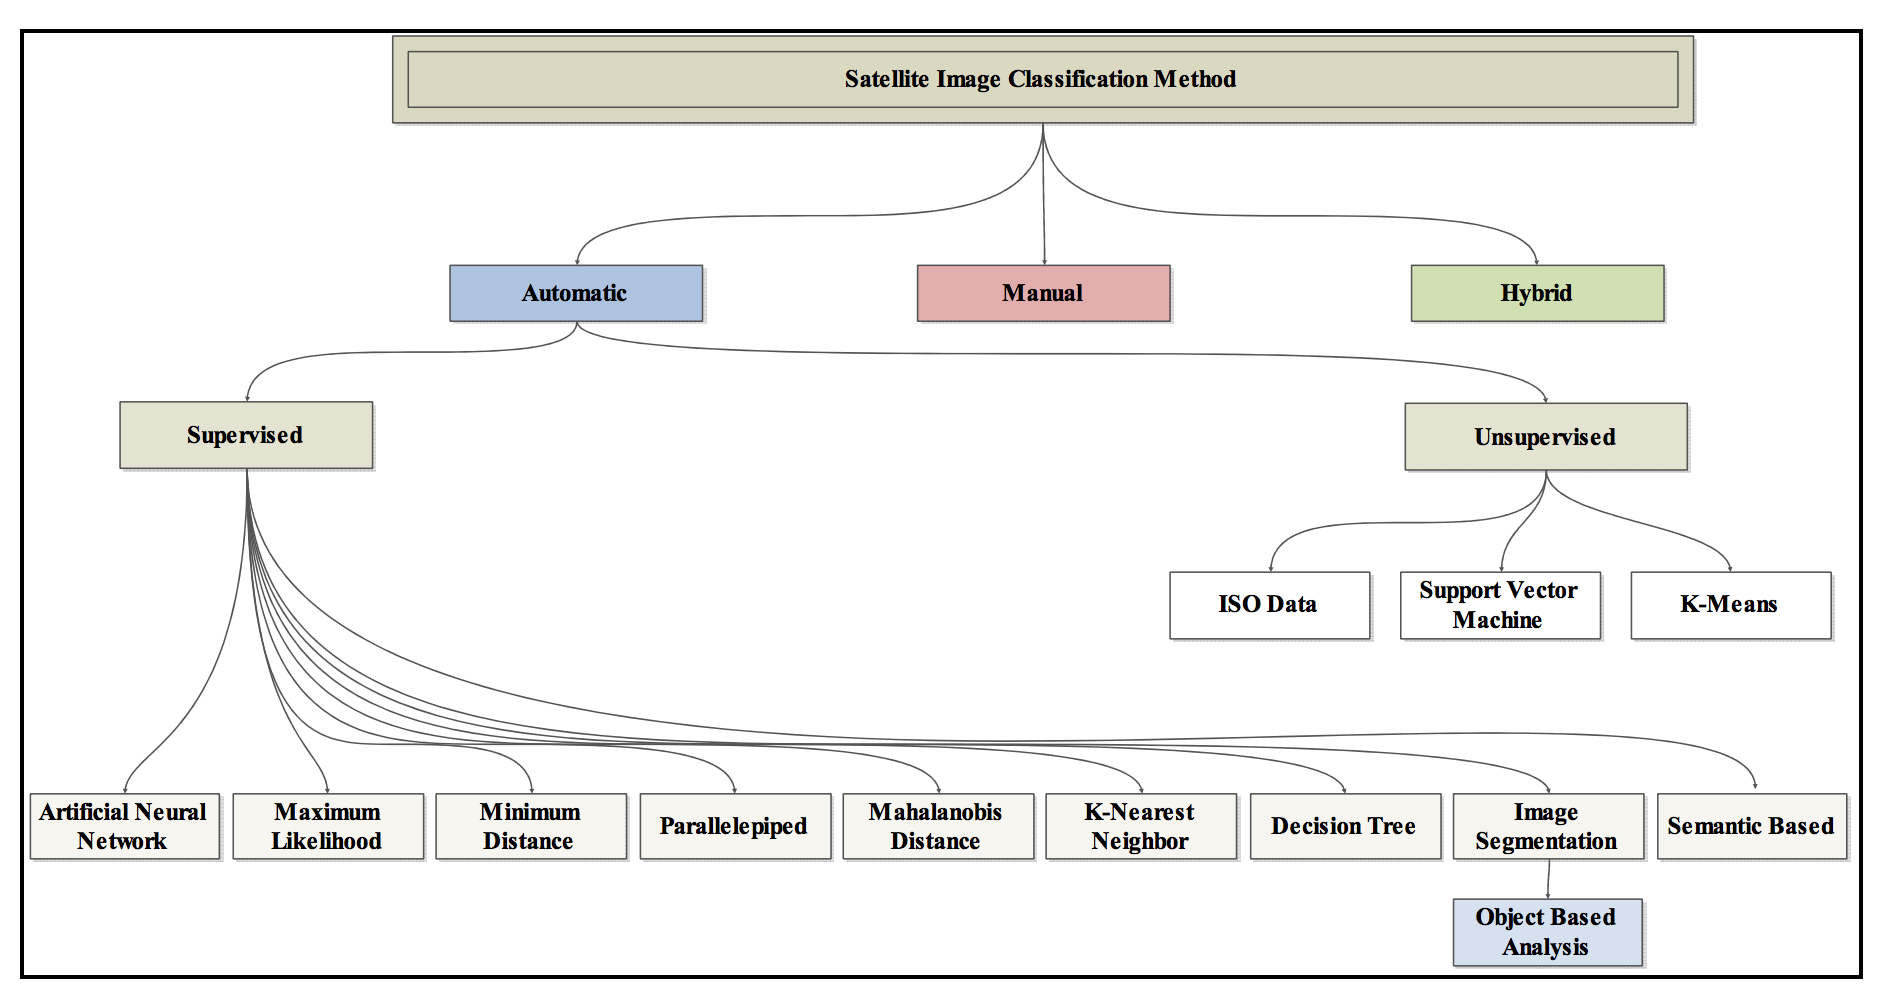 Satellite Image Classification Method
Automatic
Manual
Hybrid
Supervised
Unsupervised
ISO Data
Support Vector
Machine
K-Means
Artificial Neural
Network
Maximum
Likelihood
Minimum
Distance
Parallelepiped
Mahalanobis
Distance
K-Nearest
Neighbor
Decision Tree
Image
Segmentation
Semantic Based
Object Based
Analysis